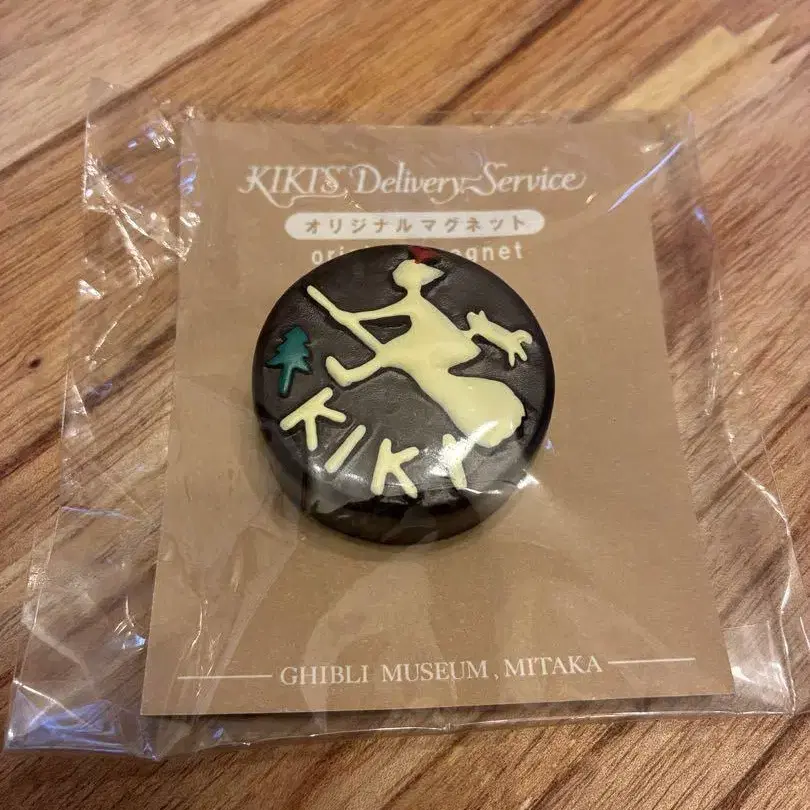 KIKI'S Delivery Service
オリジナルマグネット
KIKI
GHIBLI MUSEUM, MITAKA